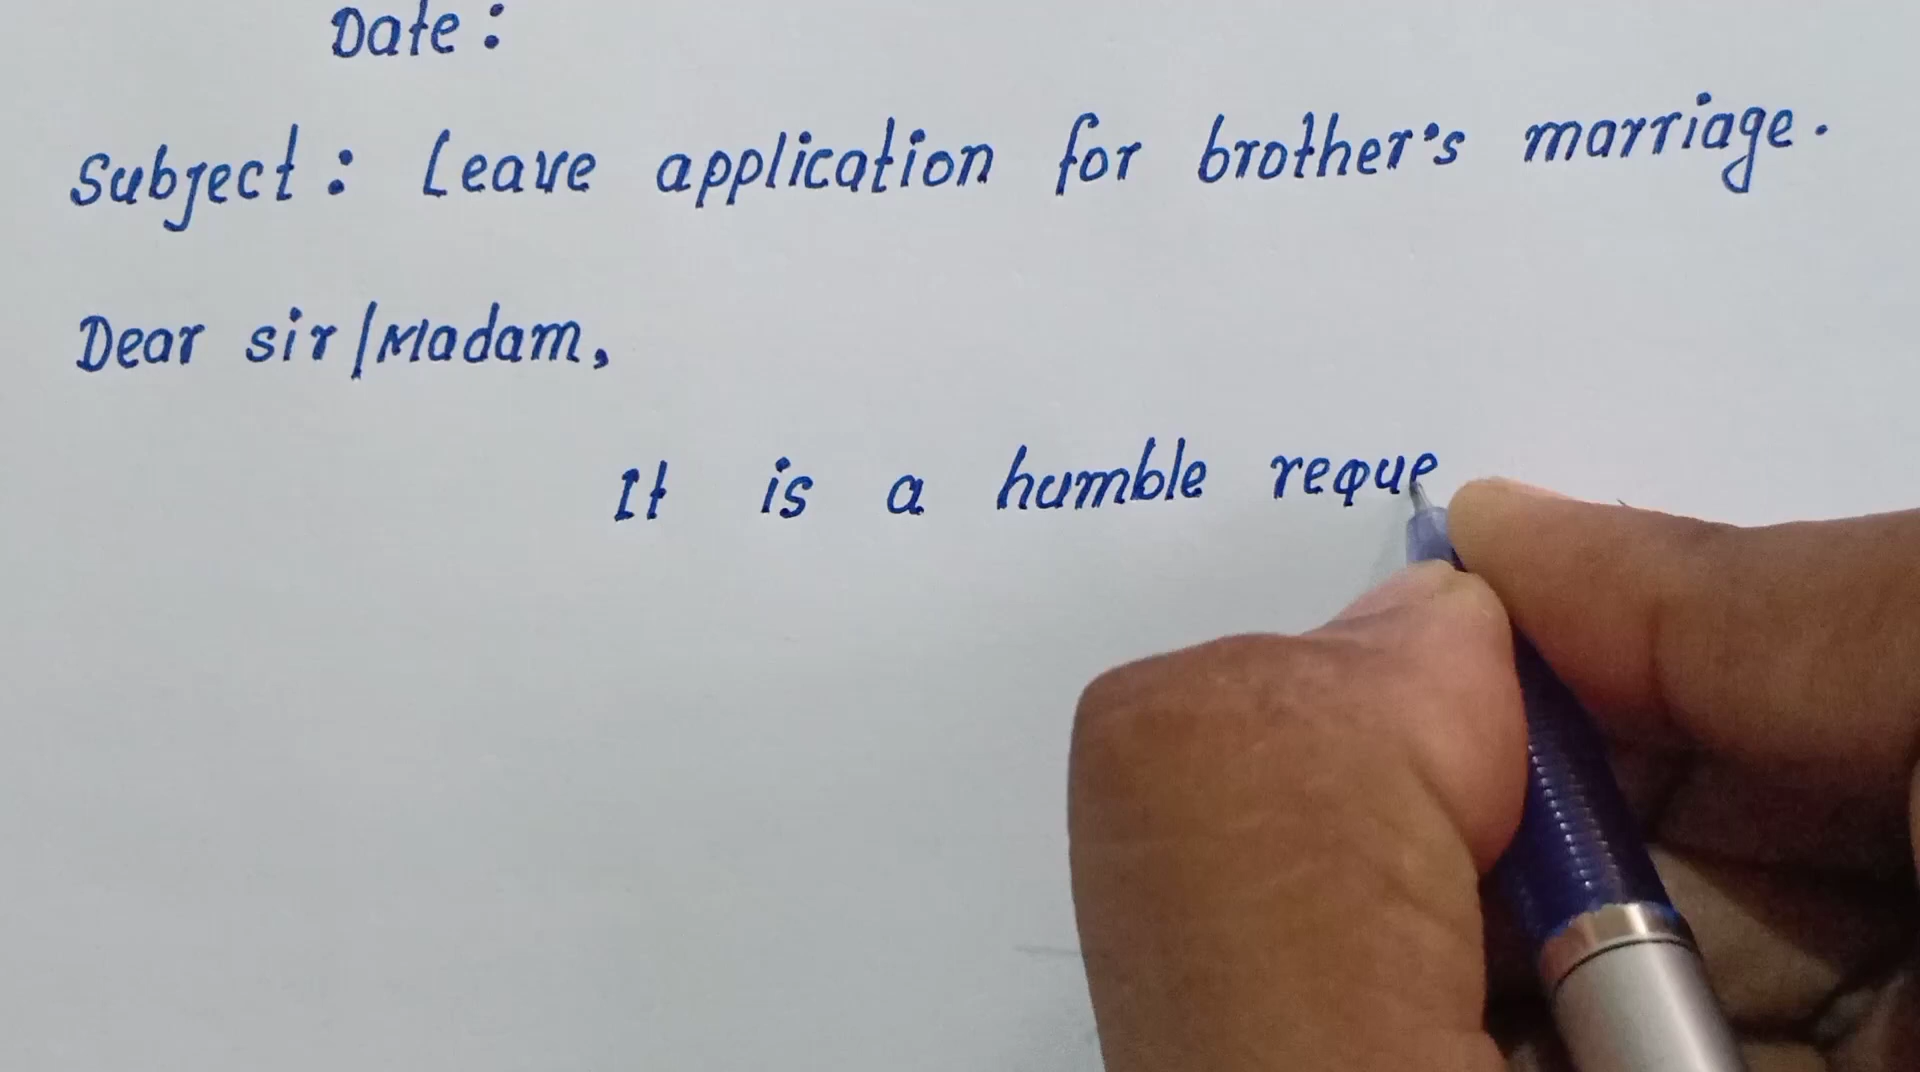 Date :
Subject : Leave application for brother's marriage.
Dear sir/Madam,
It is a humble reque